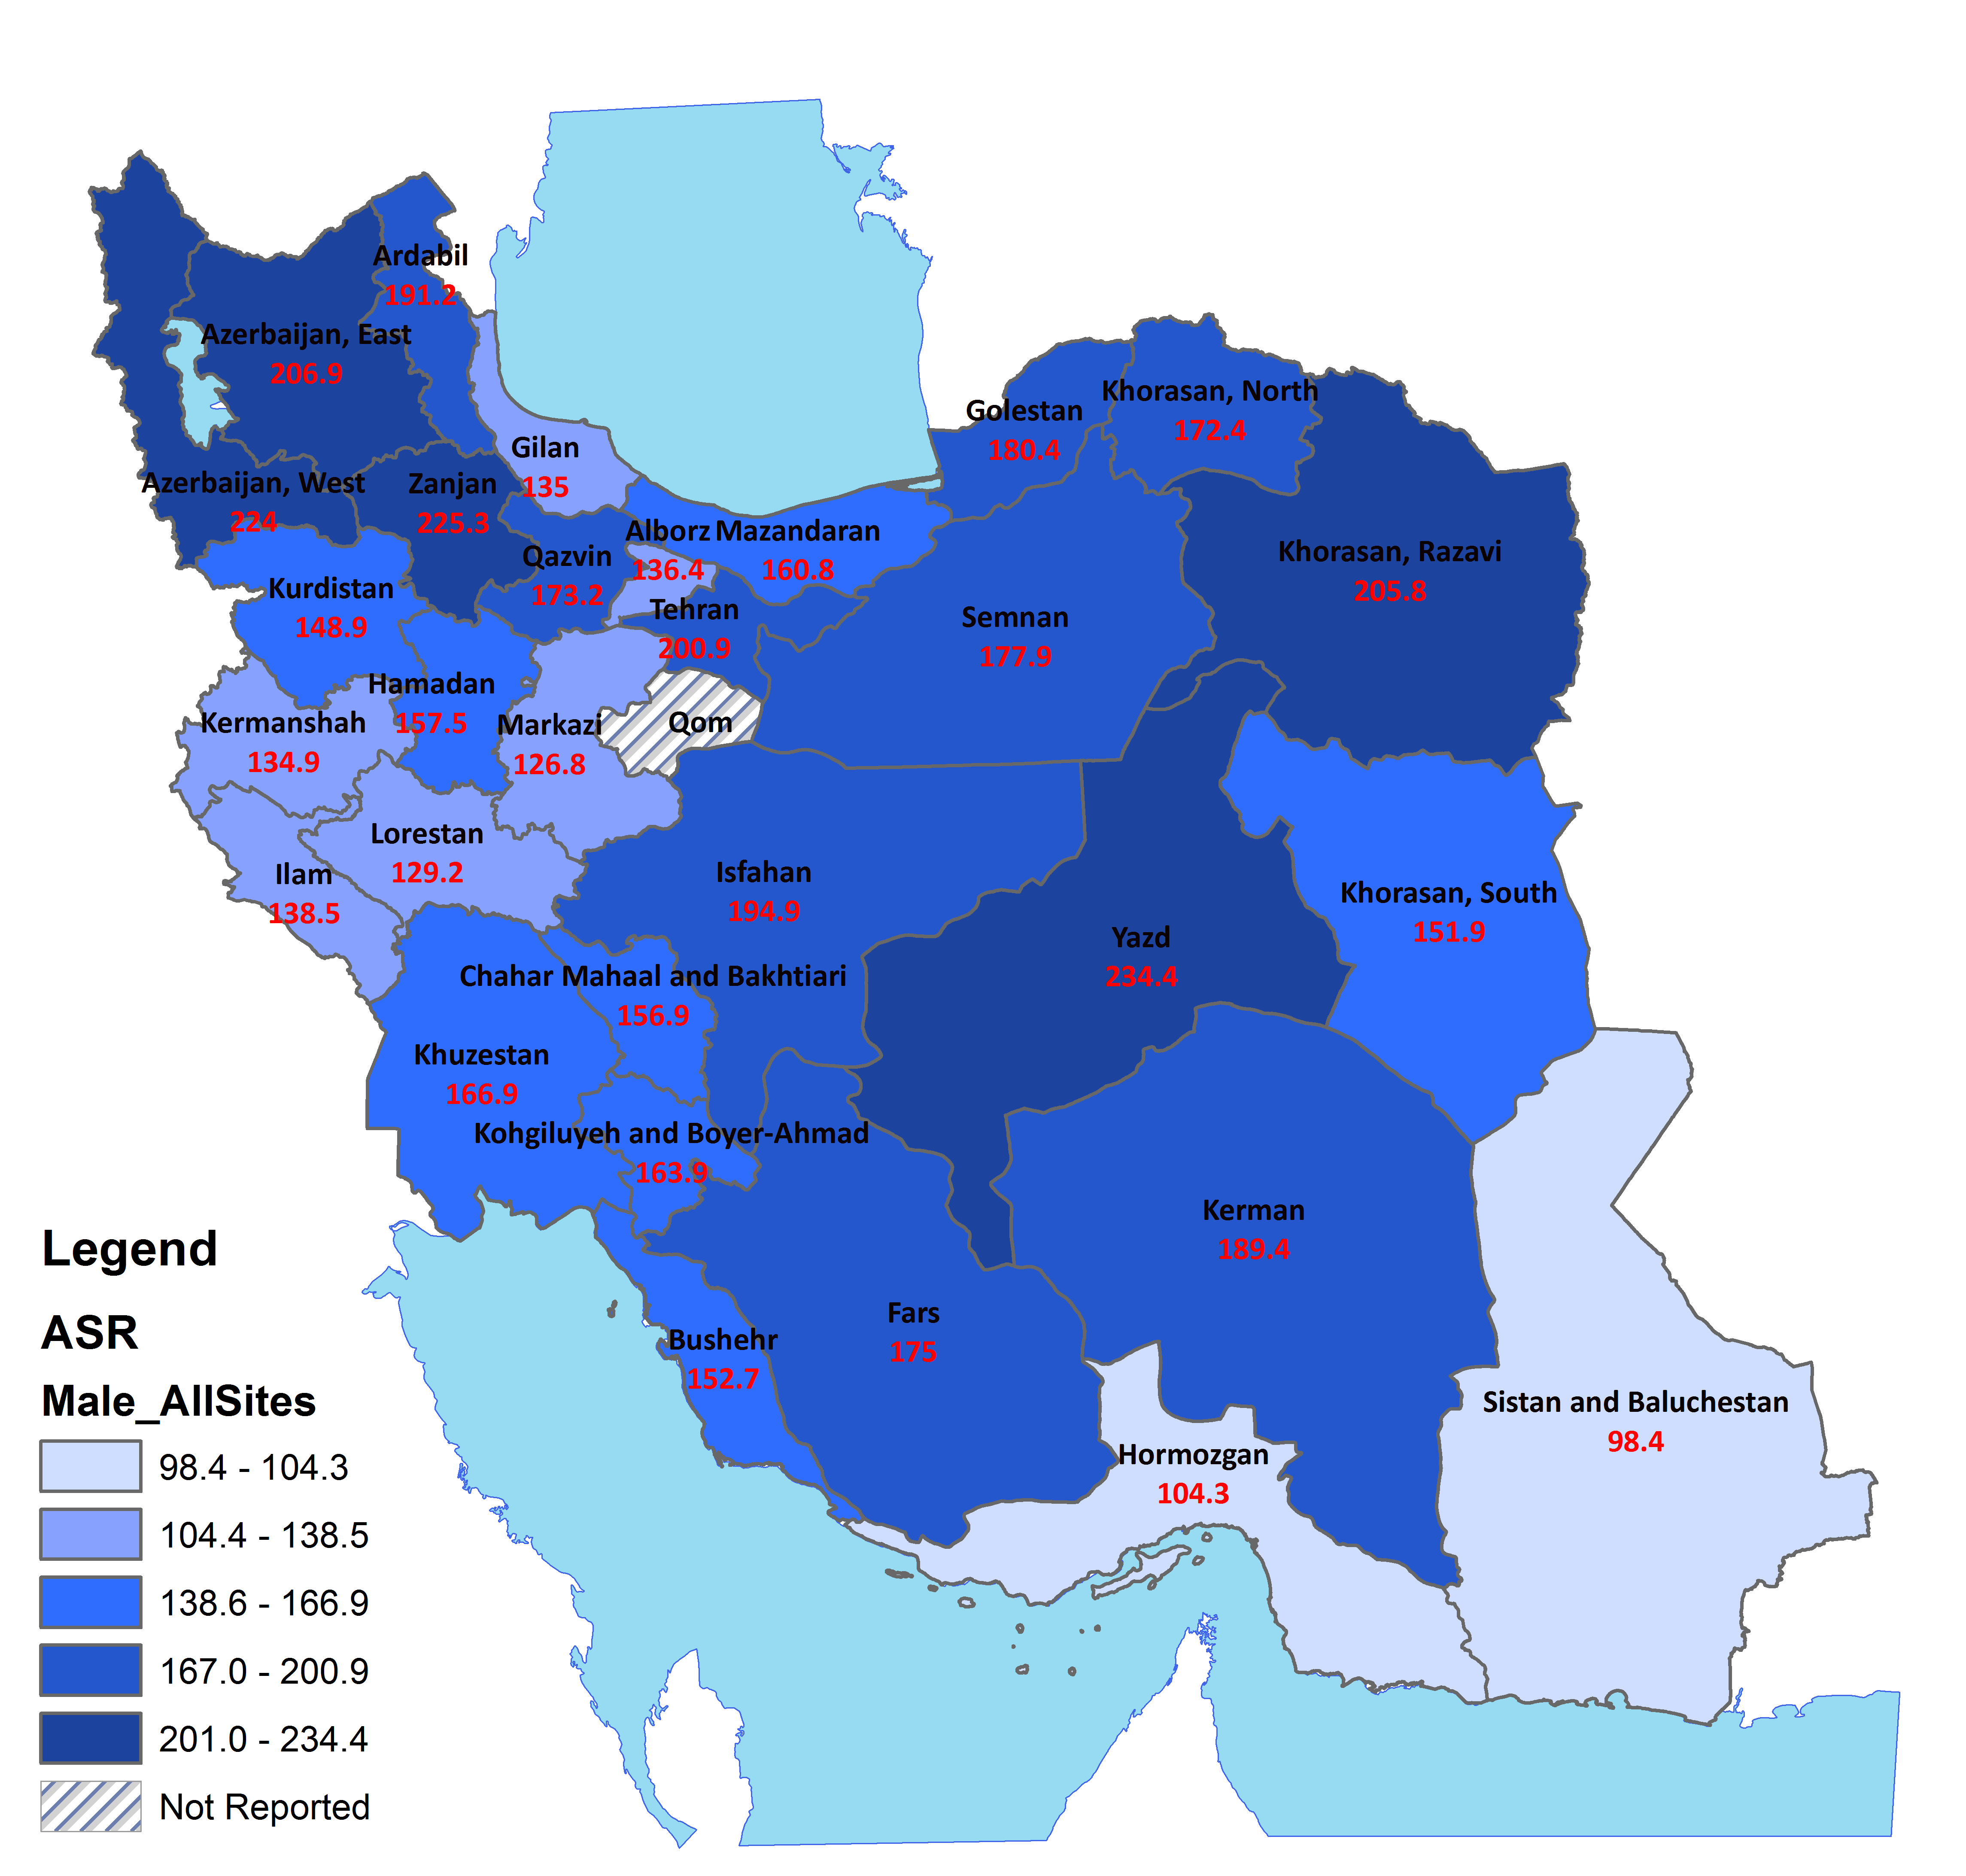 Ardabil
191.2
Azerbaijan, East
206.9
Gilan
135
Azerbaijan, West
224
Zanjan
225.3
Golestan
180.4
Khorasan, North
172.4
Khorasan, Razavi
205.8
Alborz
136.4
Mazandaran
160.8
Qazvin
173.2
Kurdistan
148.9
Tehran
200.9
Semnan
177.9
Hamadan
157.5
Kermanshah
134.9
Markazi
126.8
Qom
Lorestan
129.2
Ilam
138.5
Isfahan
194.9
Yazd
234.4
Khorasan, South
151.9
Chahar Mahaal and Bakhtiari
156.9
Khuzestan
166.9
Kohgiluyeh and Boyer-Ahmad
163.9
Kerman
189.4
Fars
175
Bushehr
152.7
Hormozgan
104.3
Sistan and Baluchestan
98.4
Legend
ASR
Male_AllSites
98.4 - 104.3
104.4 - 138.5
138.6 - 166.9
167.0 - 200.9
201.0 - 234.4
Not Reported